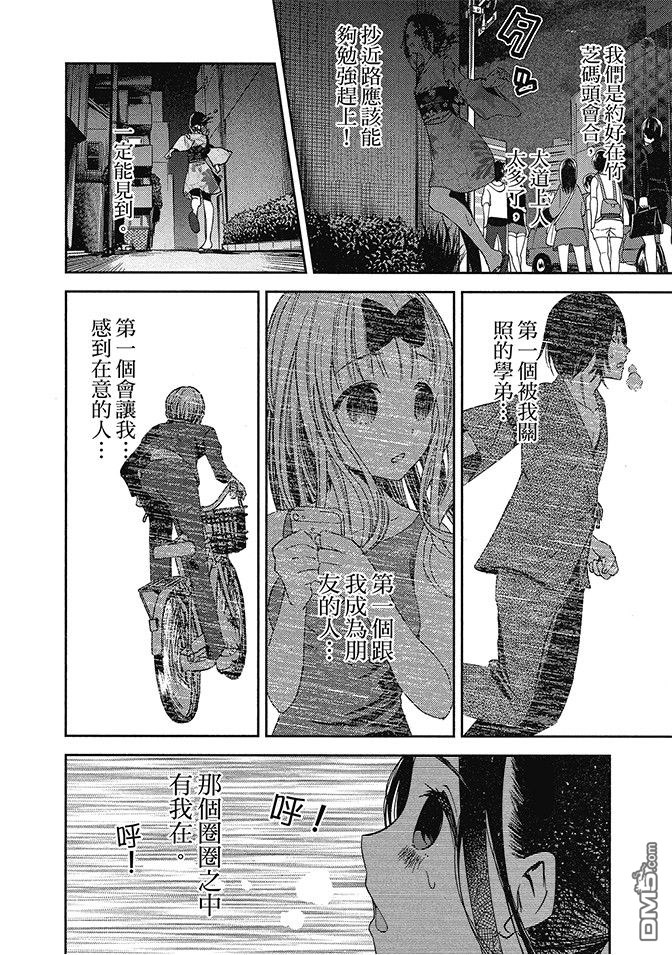 我們是約好在竹
芝碼頭會合，
大道上人
太多了，
タッ
抄近路應該能
夠勉強趕上！
一定能見到。
第一個被我關
照的學弟…
第一個跟
我成為朋
友的人…
第一個會讓我…
感到在意的人…
呼！
那個圈圈之中
有我在。
呼！
DM5.com